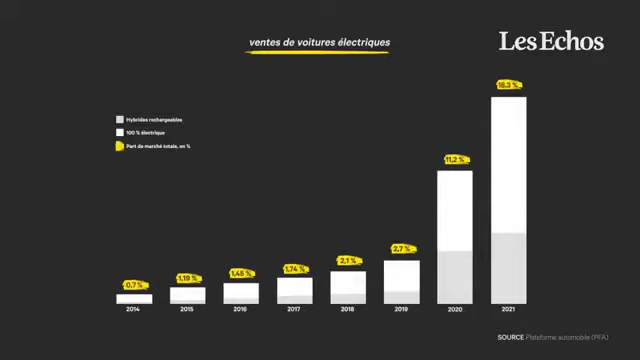 ventes de voitures électriques
Les Echos
Hybrides rechargeables
100 % électrique
Part de marché totale, en %
0,7 %
1,19 %
1,48 %
1,74 %
2,1 %
2,7 %
11,2 %
18,3 %
2014
2015
2016
2017
2018
2019
2020
2021
SOURCE Plateforme automobile (PFA)